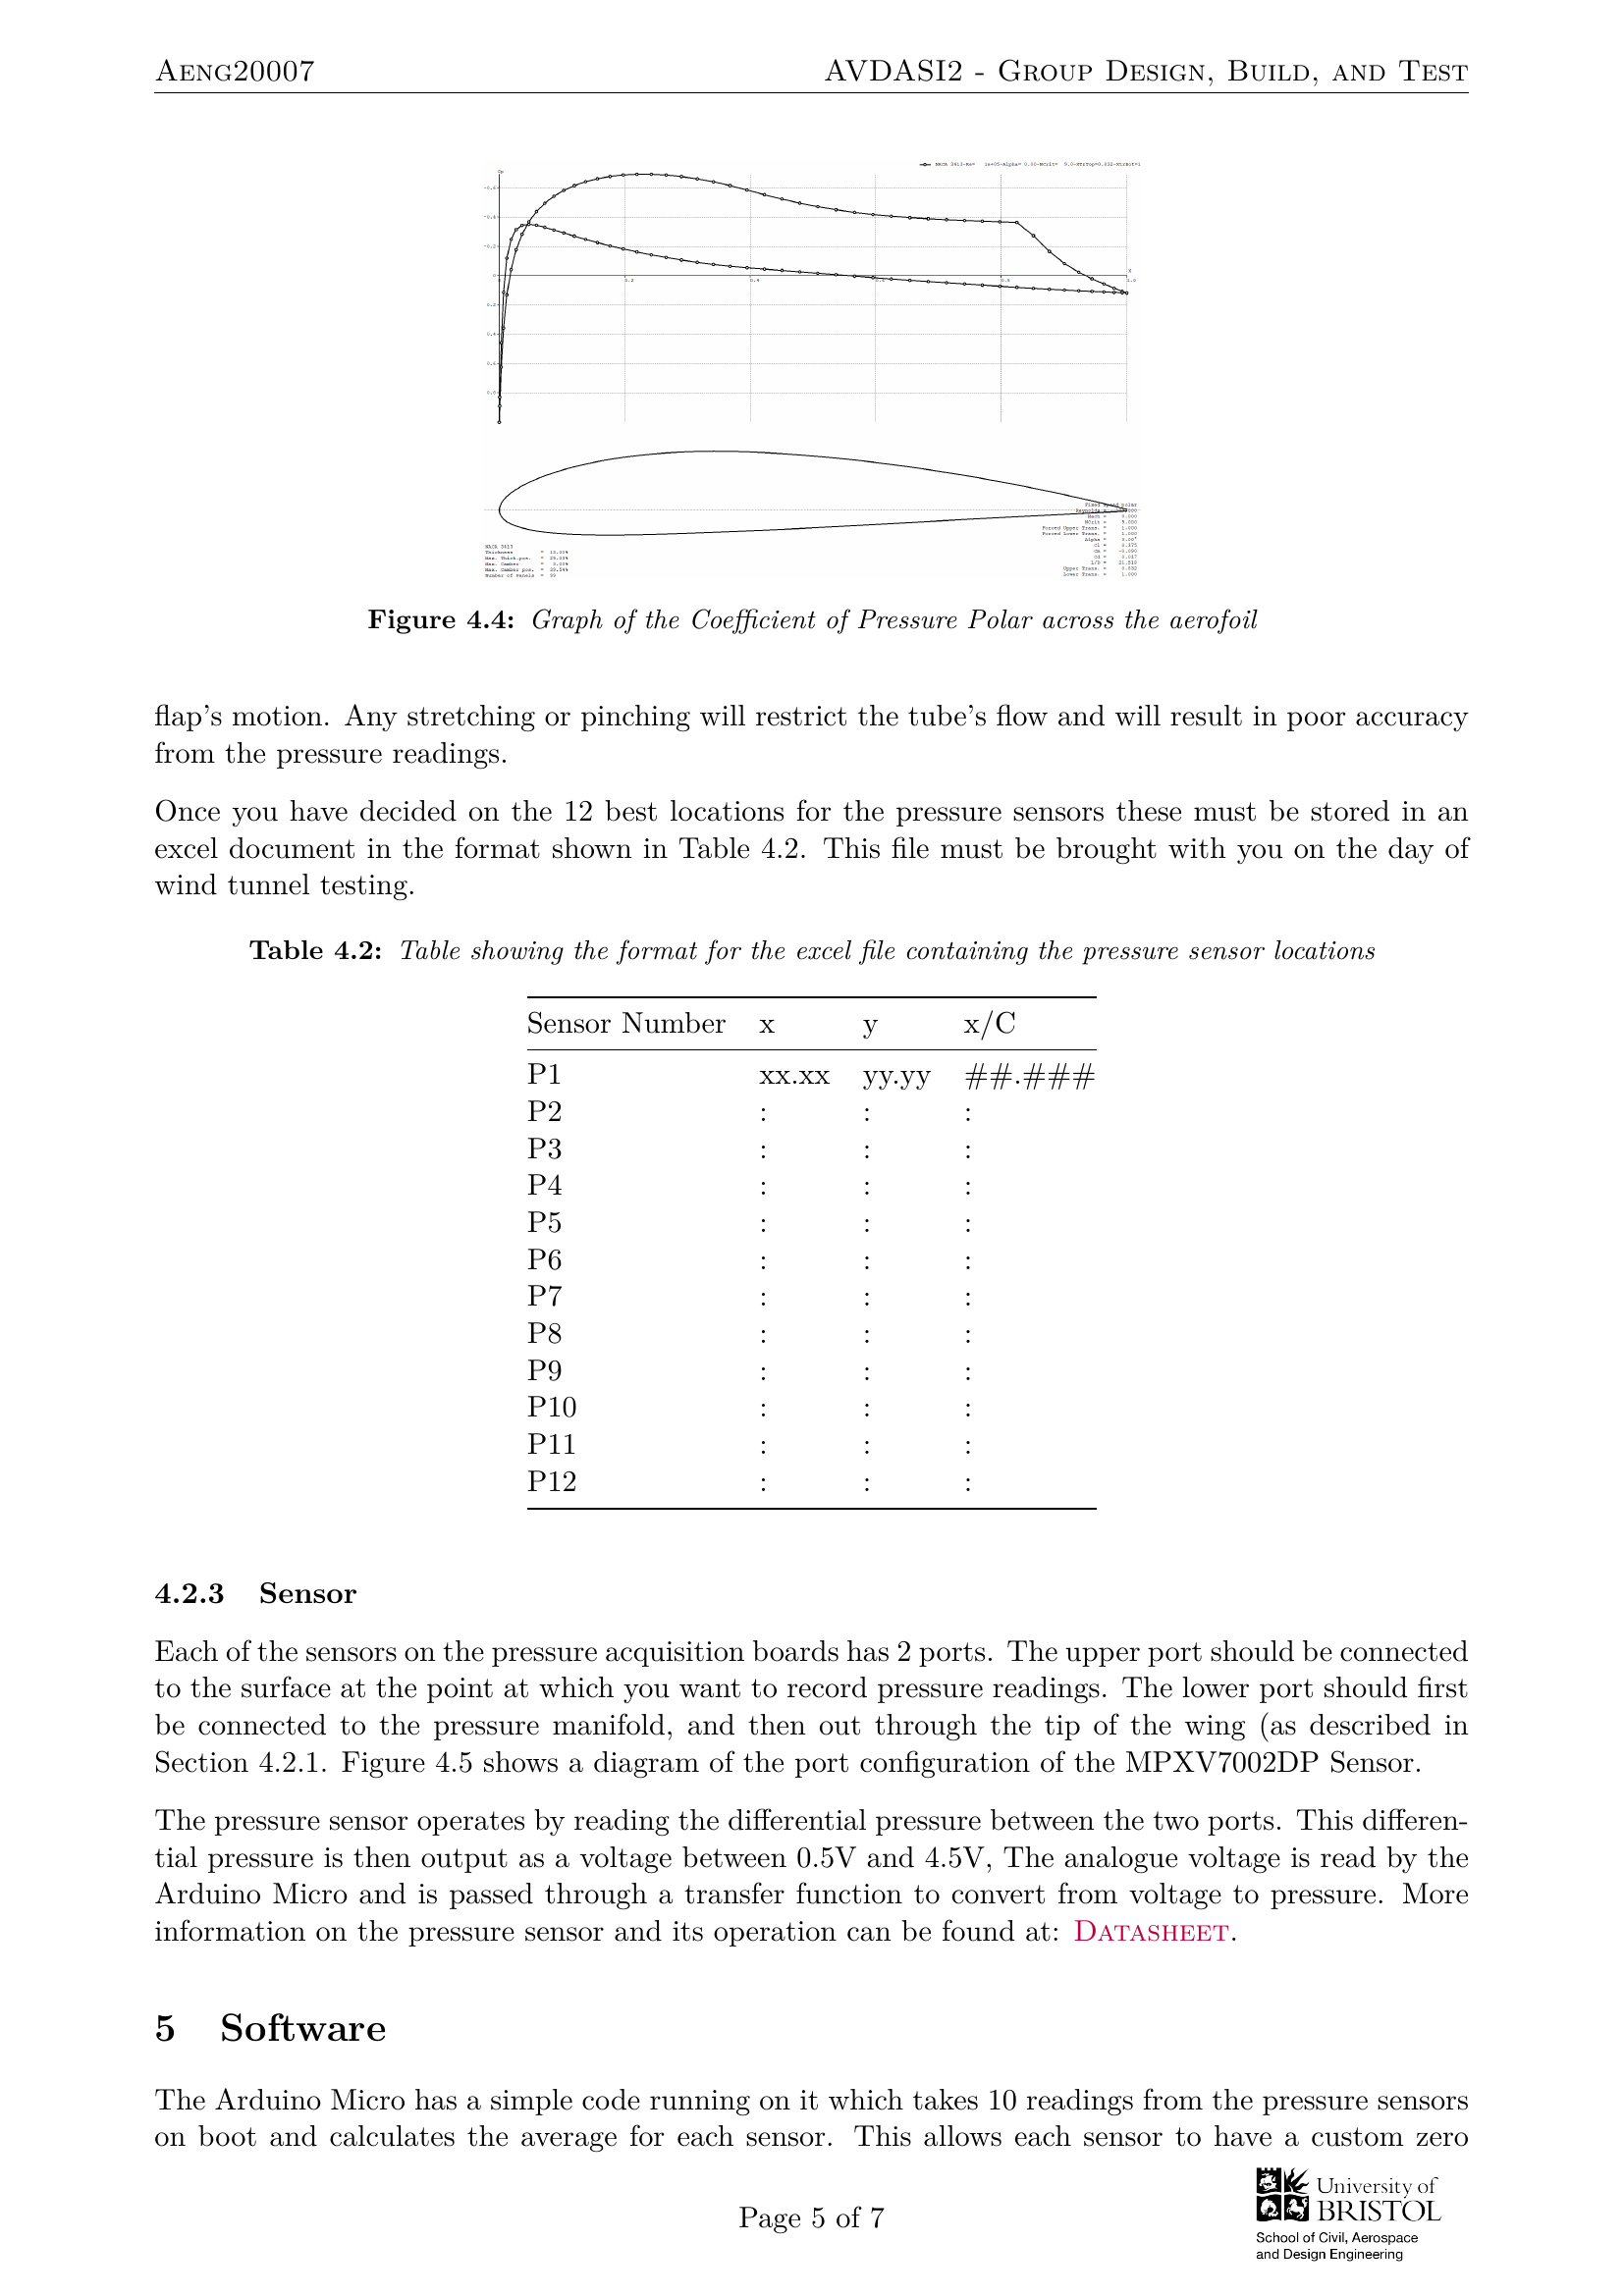 AENG20007 AVDASI2 - GROUP DESIGN, BUILD, AND TEST
0.2 0.4
1.0
Number of Panels = 99
Figure 4.4: Graph of the Coefficient of Pressure Polar across the aerofoil
flap's motion. Any stretching or pinching will restrict the tube's flow and will result in poor accuracy
from the pressure readings.
Once you have decided on the 12 best locations for the pressure sensors these must be stored in an
excel document in the format shown in Table 4.2. This file must be brought with you on the day of
wind tunnel testing.
Table 4.2: Table showing the format for the excel file containing the pressure sensor locations
Sensor Number x y x/C
P1 xx.xx yy.yy ##.###
P2 : : :
P3 : : :
P4 : : :
P5 : : :
P6 : : :
P7 : : :
P8 : : :
P9 : : :
P10 : : :
P11 : : :
P12 : : :
4.2.3 Sensor
Each of the sensors on the pressure acquisition boards has 2 ports. The upper port should be connected
to the surface at the point at which you want to record pressure readings. The lower port should first
be connected to the pressure manifold, and then out through the tip of the wing (as described in
Section 4.2.1. Figure 4.5 shows a diagram of the port configuration of the MPXV7002DP Sensor.
The pressure sensor operates by reading the differential pressure between the two ports. This differen-
tial pressure is then output as a voltage between 0.5V and 4.5V, The analogue voltage is read by the
Arduino Micro and is passed through a transfer function to convert from voltage to pressure. More
information on the pressure sensor and its operation can be found at: DATASHEET.
5 Software
The Arduino Micro has a simple code running on it which takes 10 readings from the pressure sensors
on boot and calculates the average for each sensor. This allows each sensor to have a custom zero
Page 5 of 7
University of
BRISTOL
School of Civil, Aerospace
and Design Engineering